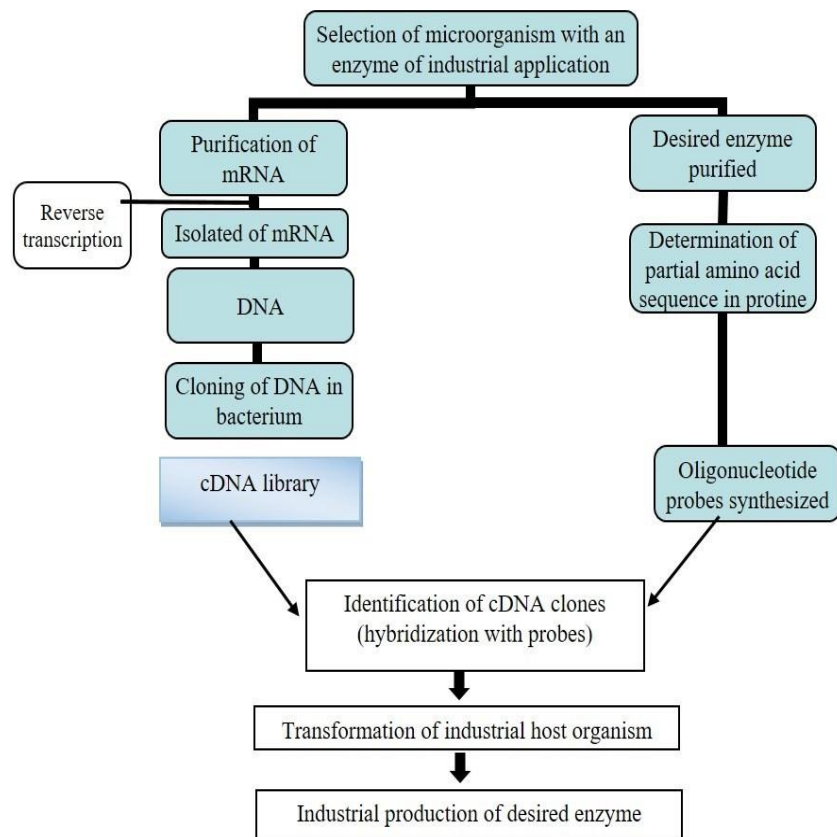 Selection of microorganism with an
enzyme of industrial application
Purification of
mRNA
Reverse
transcription
Isolated of mRNA
DNA
Cloning of DNA in
bacterium
cDNA library
Desired enzyme
purified
Determination of
partial amino acid
sequence in protine
Oligonucleotide
probes synthesized
Identification of cDNA clones
(hybridization with probes)
Transformation of industrial host organism
Industrial production of desired enzyme